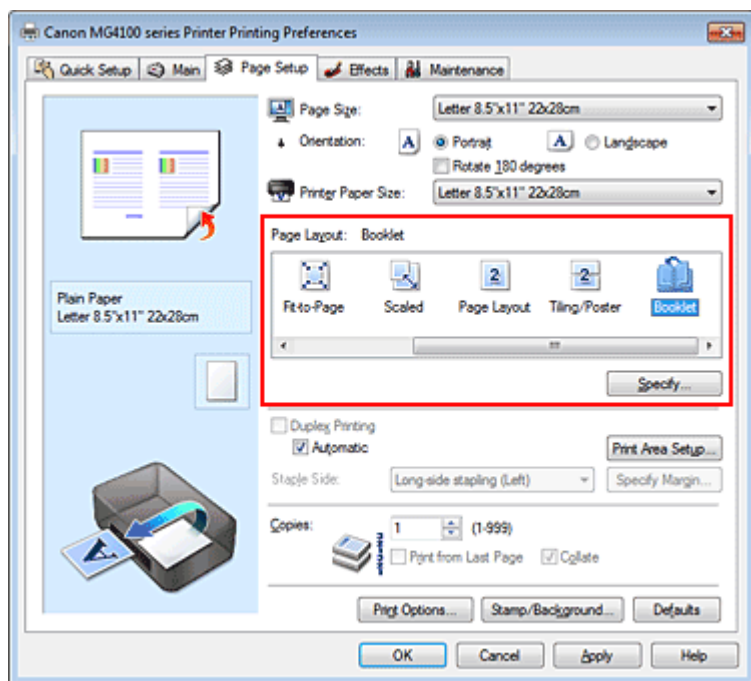 Canon MG4100 series Printer Printing Preferences
Quick Setup Main Page Setup Effects Maintenance
Page Size: Letter 8.5"x11" 22x28cm
Orientation: A Portrait A Landscape
Rotate 180 degrees
Printer Paper Size: Letter 8.5"x11" 22x28cm
Page Layout: Booklet
Fit-to-Page Scaled Page Layout Tiling/Poster Booklet
Plain Paper
Letter 8.5"x11" 22x28cm
Specify...
Duplex Printing
Automatic
Print Area Setup...
Staple Side: Long-side stapling (Left) Specify Margin...
Copies: 1 (1-999)
Print from Last Page Collate
Print Options... Stamp/Background... Defaults
OK Cancel Apply Help